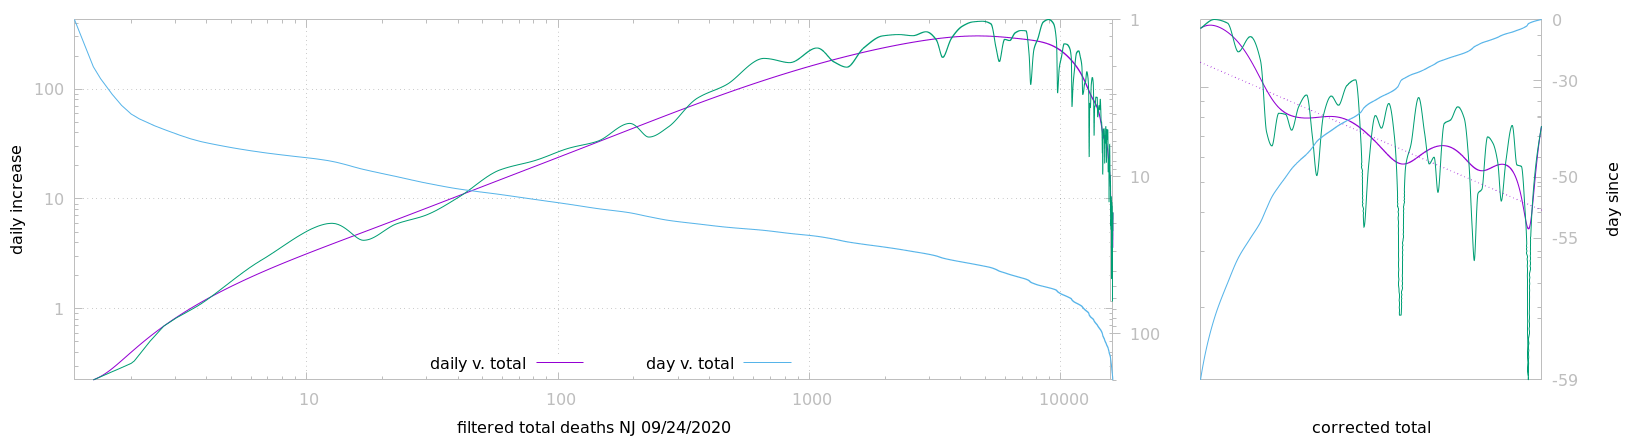 daily increase
100
10
1
daily v. total
day v. total
10
100
1000
10000
filtered total deaths NJ 09/24/2020
1
10
100
0
-30
-50
-55
-59
day since
corrected total